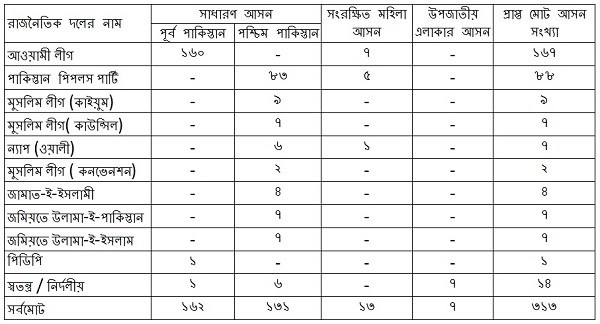 রাজনৈতিক দলের নাম সাধারণ আসন সংরক্ষিত মহিলা আসন উপজাতীয় এলাকার আসন প্রাপ্ত মোট আসন সংখ্যা
পূর্ব পাকিস্তান পশ্চিম পাকিস্তান
আওয়ামী লীগ ১৬০ - ৭ - ১৬৭
পাকিস্তান পিপলস পার্টি - ৮৩ ৫ - ৮৮
মুসলিম লীগ (কাইয়ুম) - ৯ - - ৯
মুসলিম লীগ( কাউন্সিল) - ৭ - - ৭
ন্যাপ (ওয়ালী) - ৬ ১ - ৭
মুসলিম লীগ ( কনভেনশন) - ২ - - ২
জামাত-ই-ইসলামী - ৪ - - ৪
জমিয়তে উলামা-ই-পাকিস্তান - ৭ - - ৭
জমিয়তে উলামা-ই-ইসলাম - ৭ - - ৭
পিডিপি ১ - - - ১
স্বতন্ত্র / নির্দলীয় ১ ৬ - ৭ ১৪
সর্বমোট ১৬২ ১৩১ ১৩ ৭ ৩১৩